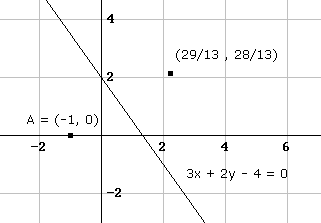 4
(29/13 , 28/13)
2
A = (-1, 0)
-2 2 4 6
3x + 2y - 4 = 0
-2